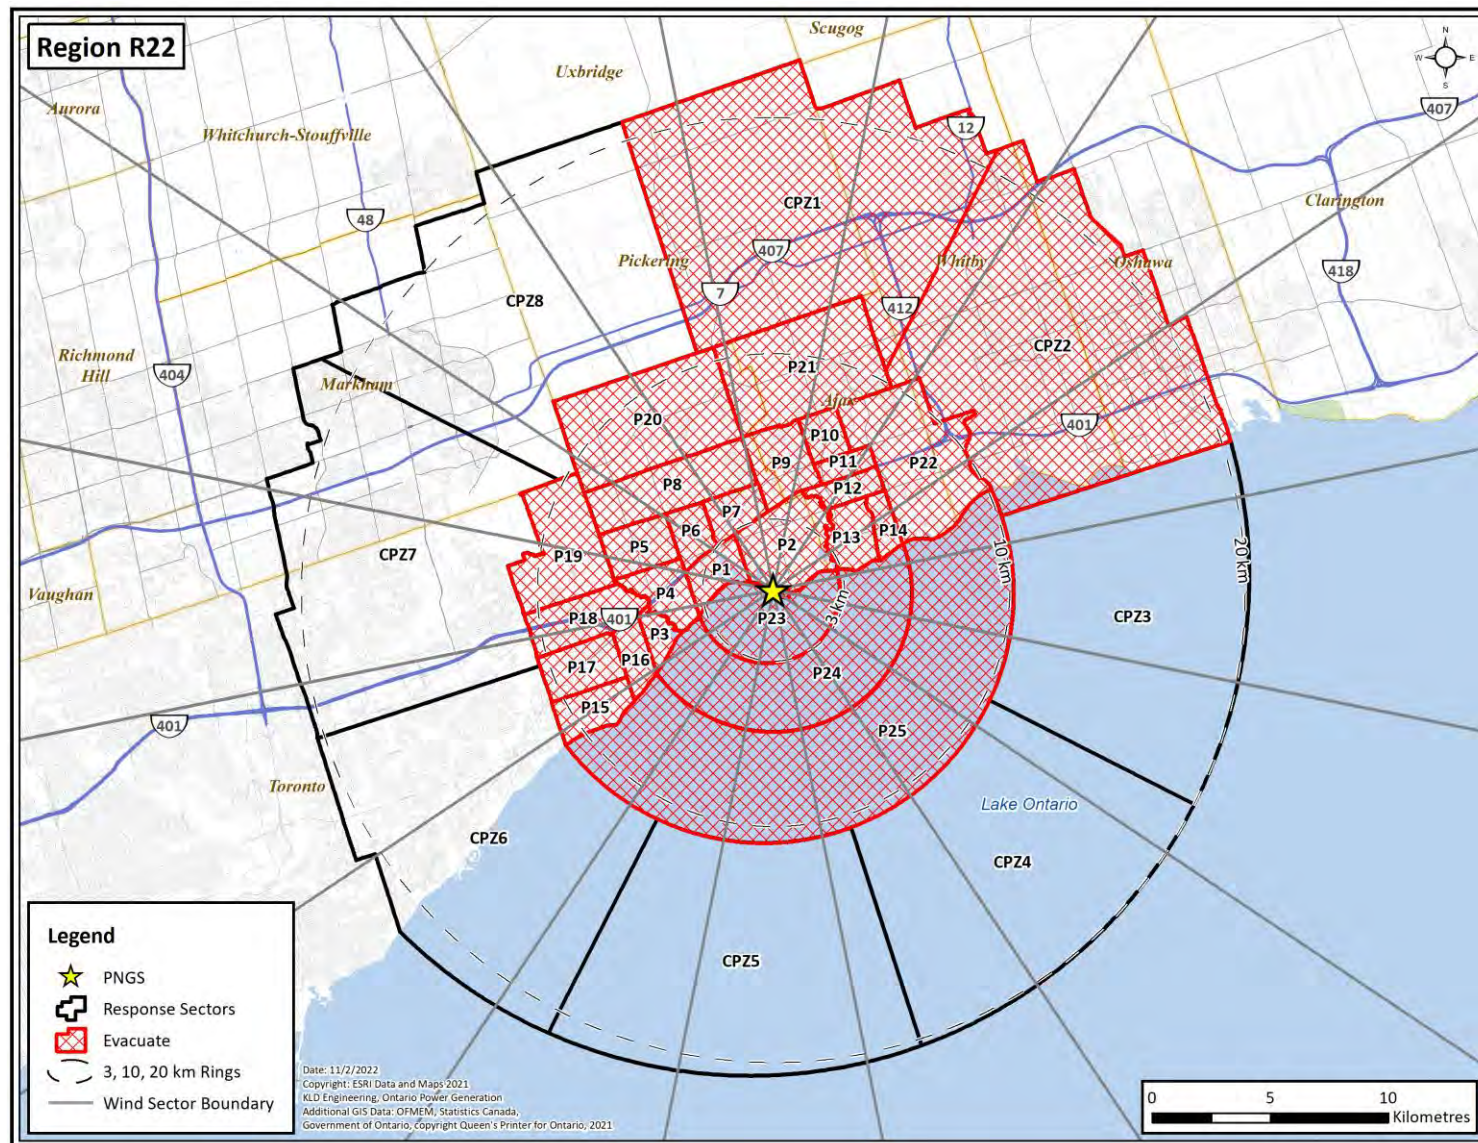 Region R22
Scugog
Uxbridge
N
W
E
S
Aurora
Whitchurch-Stouffville
407
12
48
CPZ1
Clarington
407
Pickering
Whitby
Oshawa
418
7
CPZ8
412
CPZ2
Richmond
Hill
404
Markham
P21
Ajax
P20
401
P10
P9
P11
P22
P8
P12
P7
P6
P13
P14
P5
P2
CPZ7
P19
10 km
20 km
P1
Vaughan
P4
3 km
P18
401
P23
CPZ3
P3
P16
P17
P24
P15
401
P25
Toronto
Lake Ontario
CPZ6
CPZ4
CPZ5
Legend
PNGS
Response Sectors
Evacuate
3, 10, 20 km Rings
Wind Sector Boundary
Date: 11/2/2022
Copyright: ESRI Data and Maps 2021
KLD Engineering, Ontario Power Generation
Additional GIS Data: OFMEM, Statistics Canada,
Government of Ontario, copyright Queen's Printer for Ontario, 2021
0 5 10
Kilometres